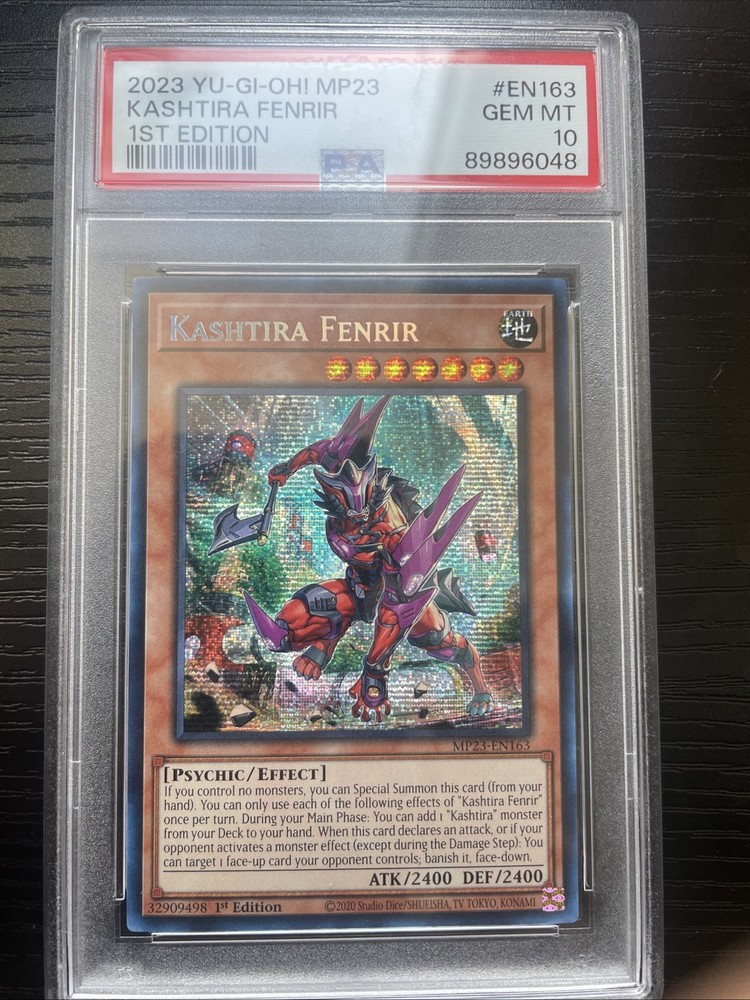 2023 YU-GI-OH! MP23 #EN163
KASHTIRA FENRIR GEM MT
1ST EDITION 10
PSA 89896048
KASHTIRA FENRIR
EARTH
地
MP23-EN163
[PSYCHIC/EFFECT]
If you control no monsters, you can Special Summon this card (from your
hand). You can only use each of the following effects of "Kashtira Fenrir"
once per turn. During your Main Phase: You can add 1 "Kashtira" monster
from your Deck to your hand. When this card declares an attack, or if your
opponent activates a monster effect (except during the Damage Step): You
can target 1 face-up card your opponent controls; banish it, face-down.
ATK/2400 DEF/2400
32909498 1st Edition ©2020 Studio Dice/SHUEISHA, TV TOKYO, KONAMI